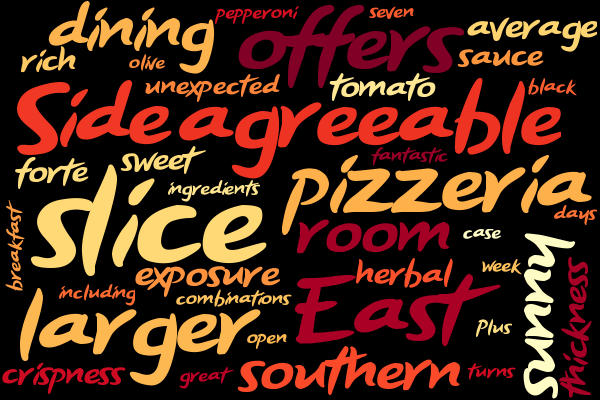 pepperoni seven
dining offers average
rich olive sauce
unexpected tomato black
Side agreeable
fantastic
forte sweet pizzeria
ingredients
slice days
breakfast
room case
exposure herbal week
sunny
thickness
including combinations
larger East
open Plus
crispness great southern turns